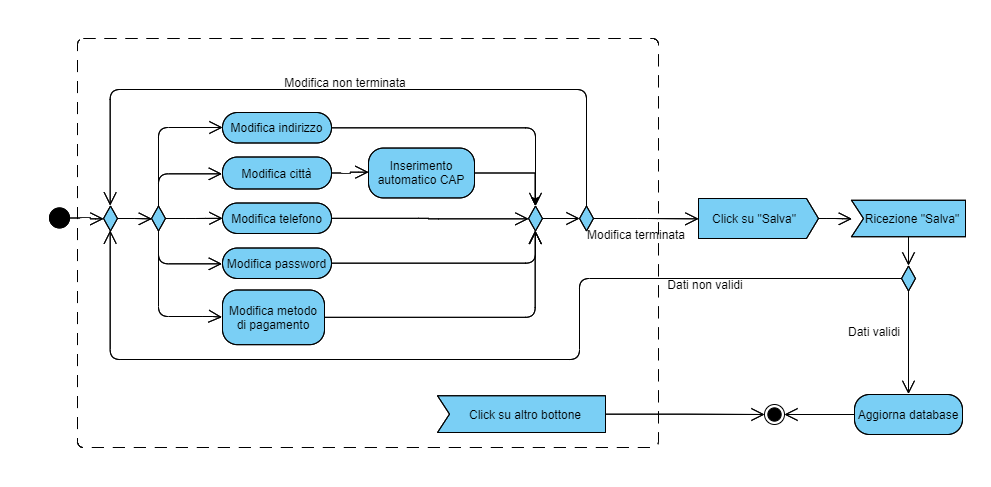 Modifica non terminata
Modifica indirizzo
Modifica città
Inserimento
automatico CAP
Modifica telefono
Modifica password
Modifica metodo
di pagamento
Modifica terminata
Click su "Salva"
Ricezione "Salva"
Dati non validi
Dati validi
Click su altro bottone
Aggiorna database